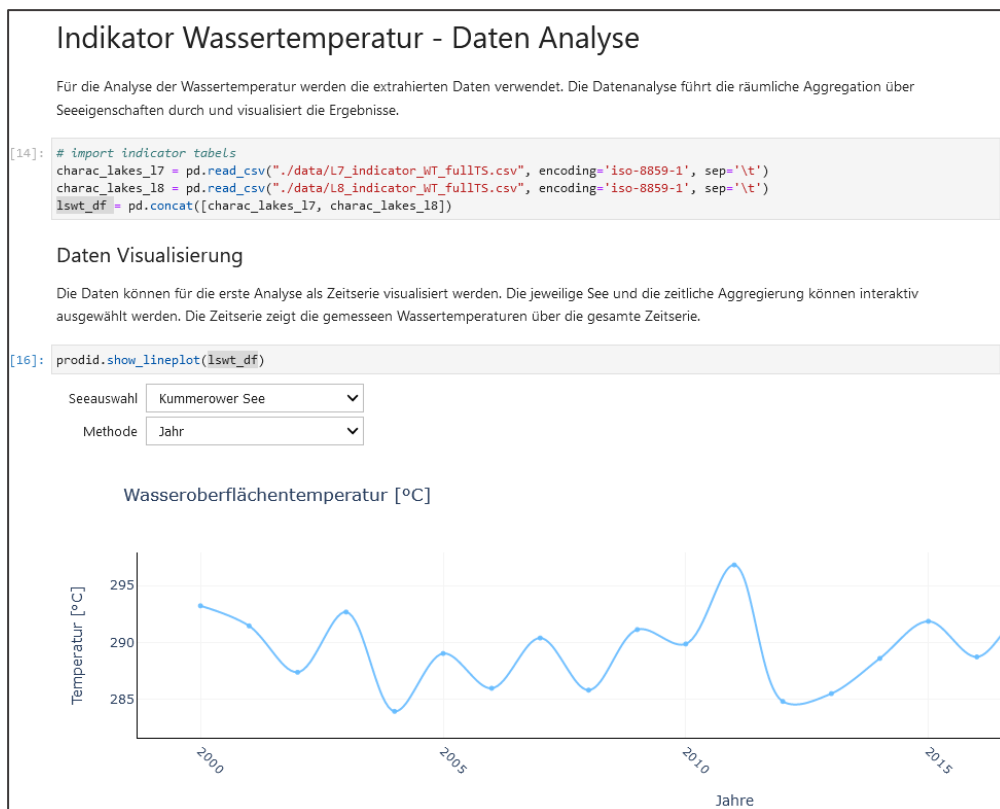 Indikator Wassertemperatur - Daten Analyse
Für die Analyse der Wassertemperatur werden die extrahierten Daten verwendet. Die Datenanalyse führt die räumliche Aggregation über
Seeeigenschaften durch und visualisiert die Ergebnisse.
[14]: # import indicator tabels
charac_lakes_l7 = pd.read_csv("./data/L7_indicator_WT_fullTS.csv", encoding='iso-8859-1', sep='\t')
charac_lakes_l8 = pd.read_csv("./data/L8_indicator_WT_fullTS.csv", encoding='iso-8859-1', sep='\t')
lswt_df = pd.concat([charac_lakes_l7, charac_lakes_l8])
Daten Visualisierung
Die Daten können für die erste Analyse als Zeitserie visualisiert werden. Die jeweilige See und die zeitliche Aggregierung können interaktiv
ausgewählt werden. Die Zeitserie zeigt die gemesseen Wassertemperaturen über die gesamte Zeitserie.
[16]: prodid.show_lineplot(lswt_df)
Seeauswahl Kummerower See
Methode Jahr
Wasseroberflächentemperatur [°C]
Temperatur [°C]
295
290
285
2000 2005 2010 2015
Jahre